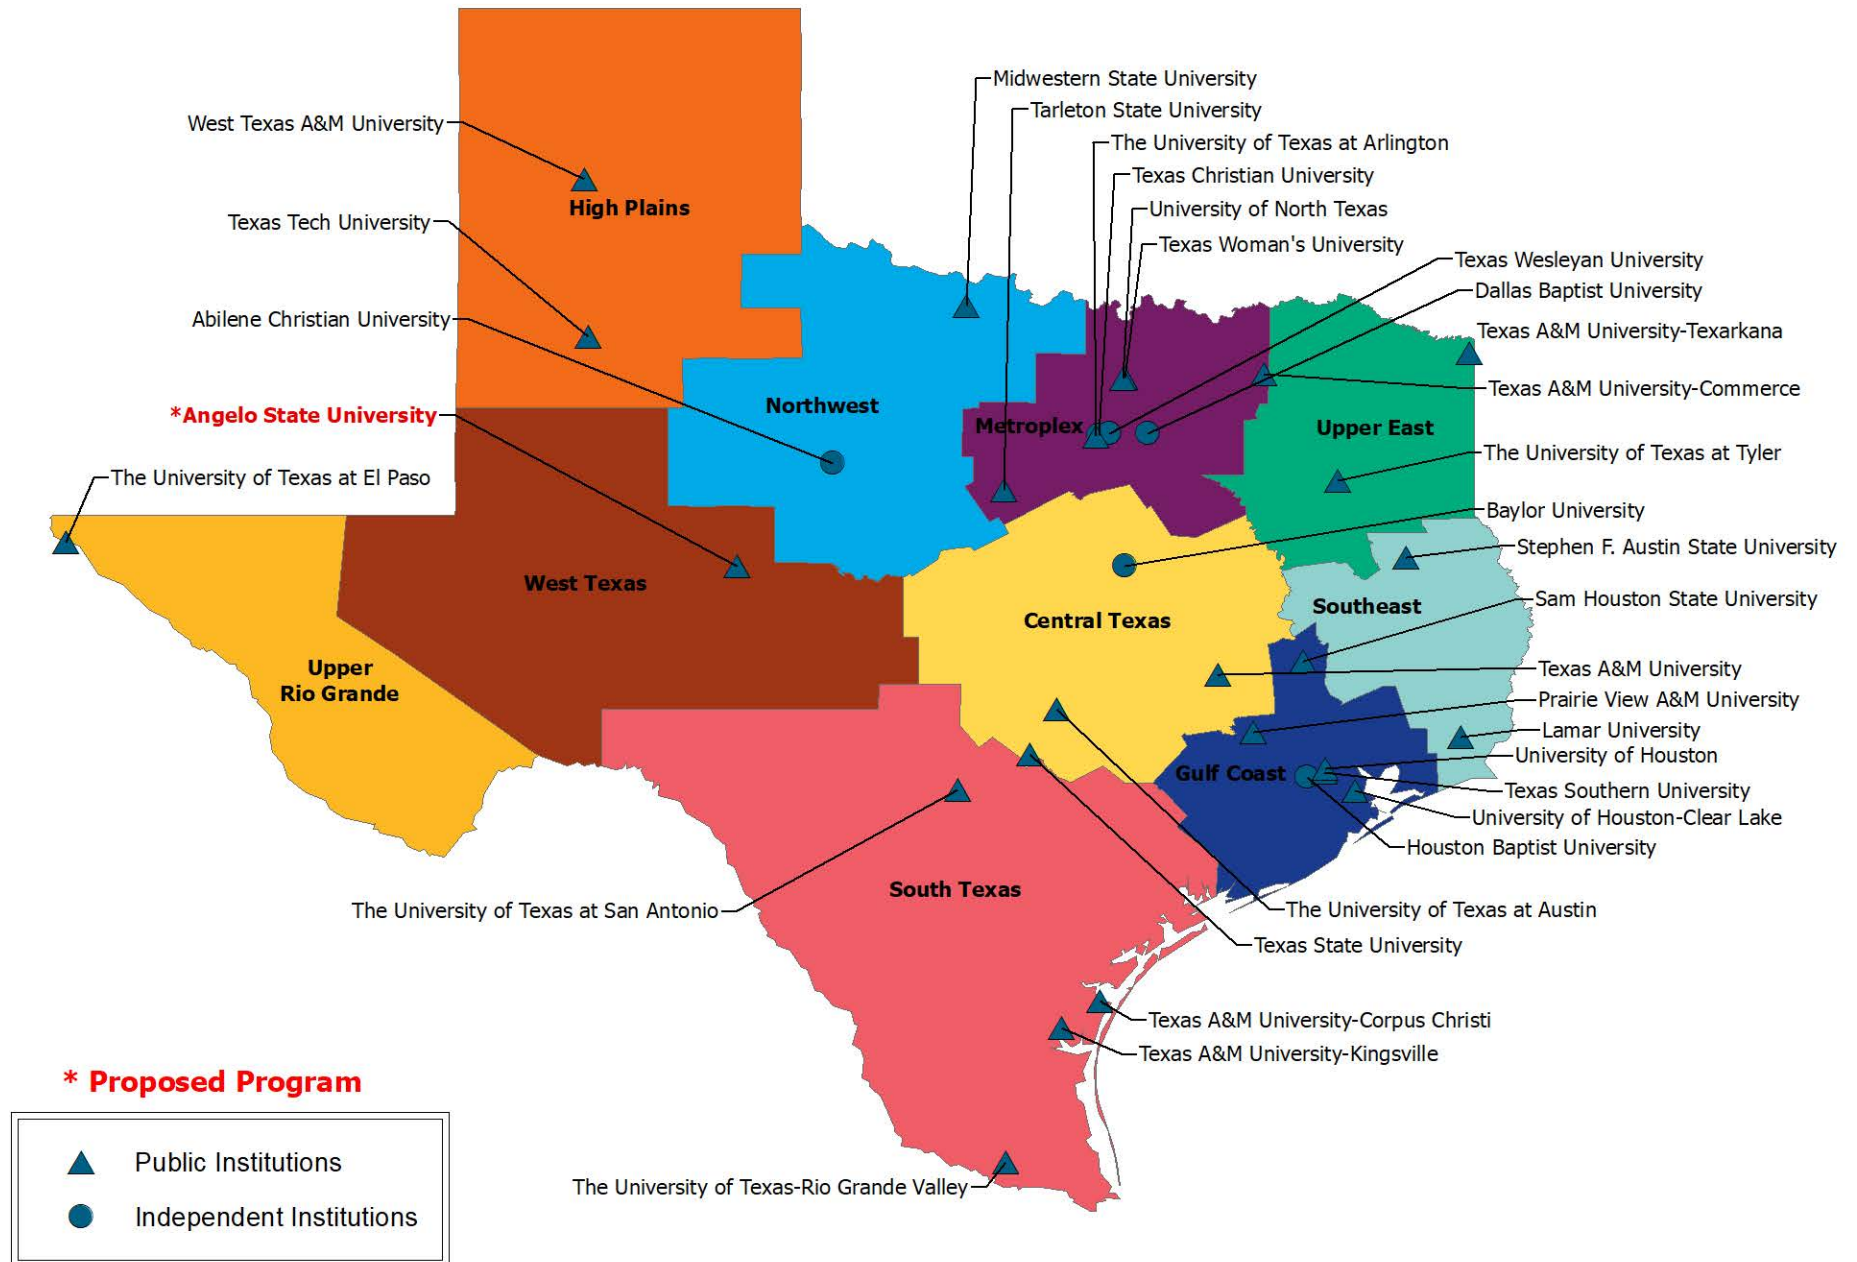 Midwestern State University
Tarleton State University
West Texas A&M University
The University of Texas at Arlington
Texas Christian University
High Plains
University of North Texas
Texas Tech University
Texas Woman's University
Texas Wesleyan University
Dallas Baptist University
Abilene Christian University
Texas A&M University-Texarkana
Texas A&M University-Commerce
Northwest
*Angelo State University
Metroplex
Upper East
The University of Texas at Tyler
The University of Texas at El Paso
Baylor University
Stephen F. Austin State University
West Texas
Sam Houston State University
Southeast
Central Texas
Upper
Rio Grande
Texas A&M University
Prairie View A&M University
Lamar University
University of Houston
Gulf Coast
Texas Southern University
University of Houston-Clear Lake
Houston Baptist University
South Texas
The University of Texas at San Antonio
The University of Texas at Austin
Texas State University
Texas A&M University-Corpus Christi
Texas A&M University-Kingsville
* Proposed Program
Public Institutions
The University of Texas-Rio Grande Valley
Independent Institutions